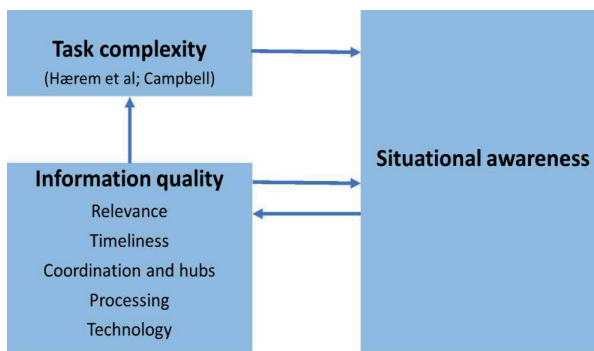 Task complexity
(Hærem et al; Campbell)
Information quality
Relevance
Timeliness
Coordination and hubs
Processing
Technology
Situational awareness